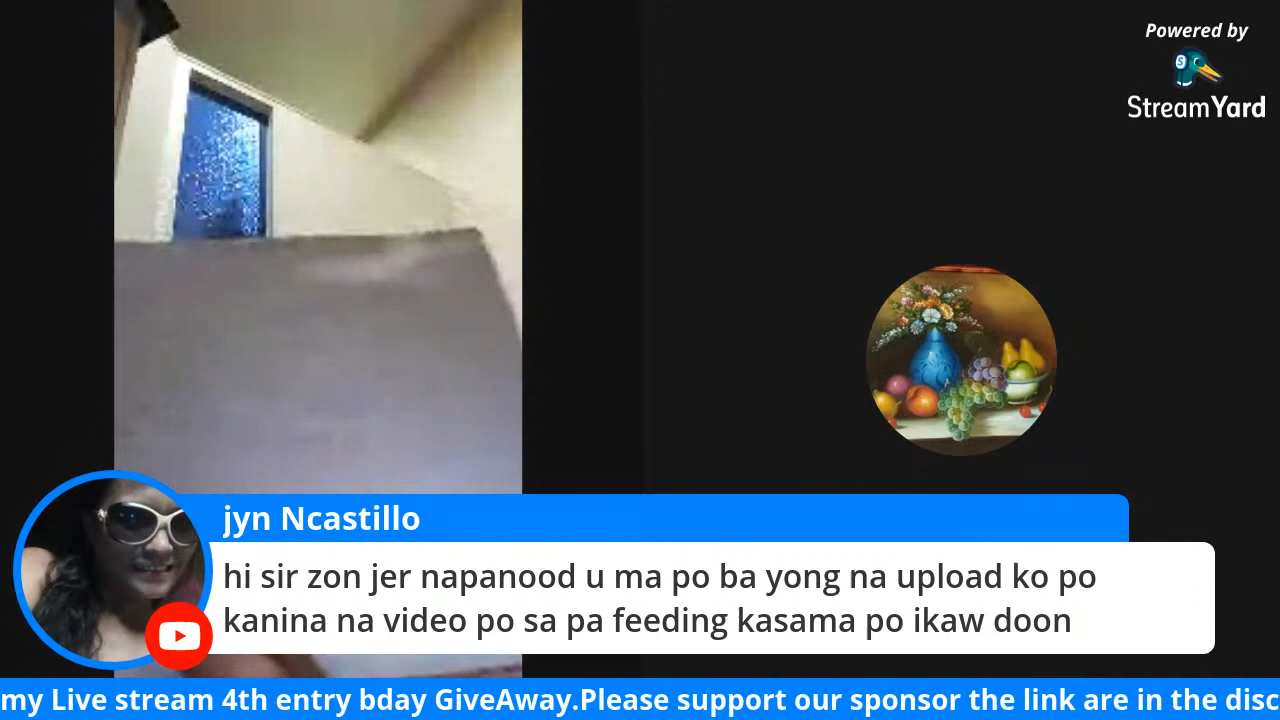 Powered by
StreamYard
jyn Ncastillo
hi sir zon jer napanood u ma po ba yong na upload ko po
kanina na video po sa pa feeding kasama po ikaw doon
my Live stream 4th entry bday GiveAway.Please support our sponsor the link are in the disc